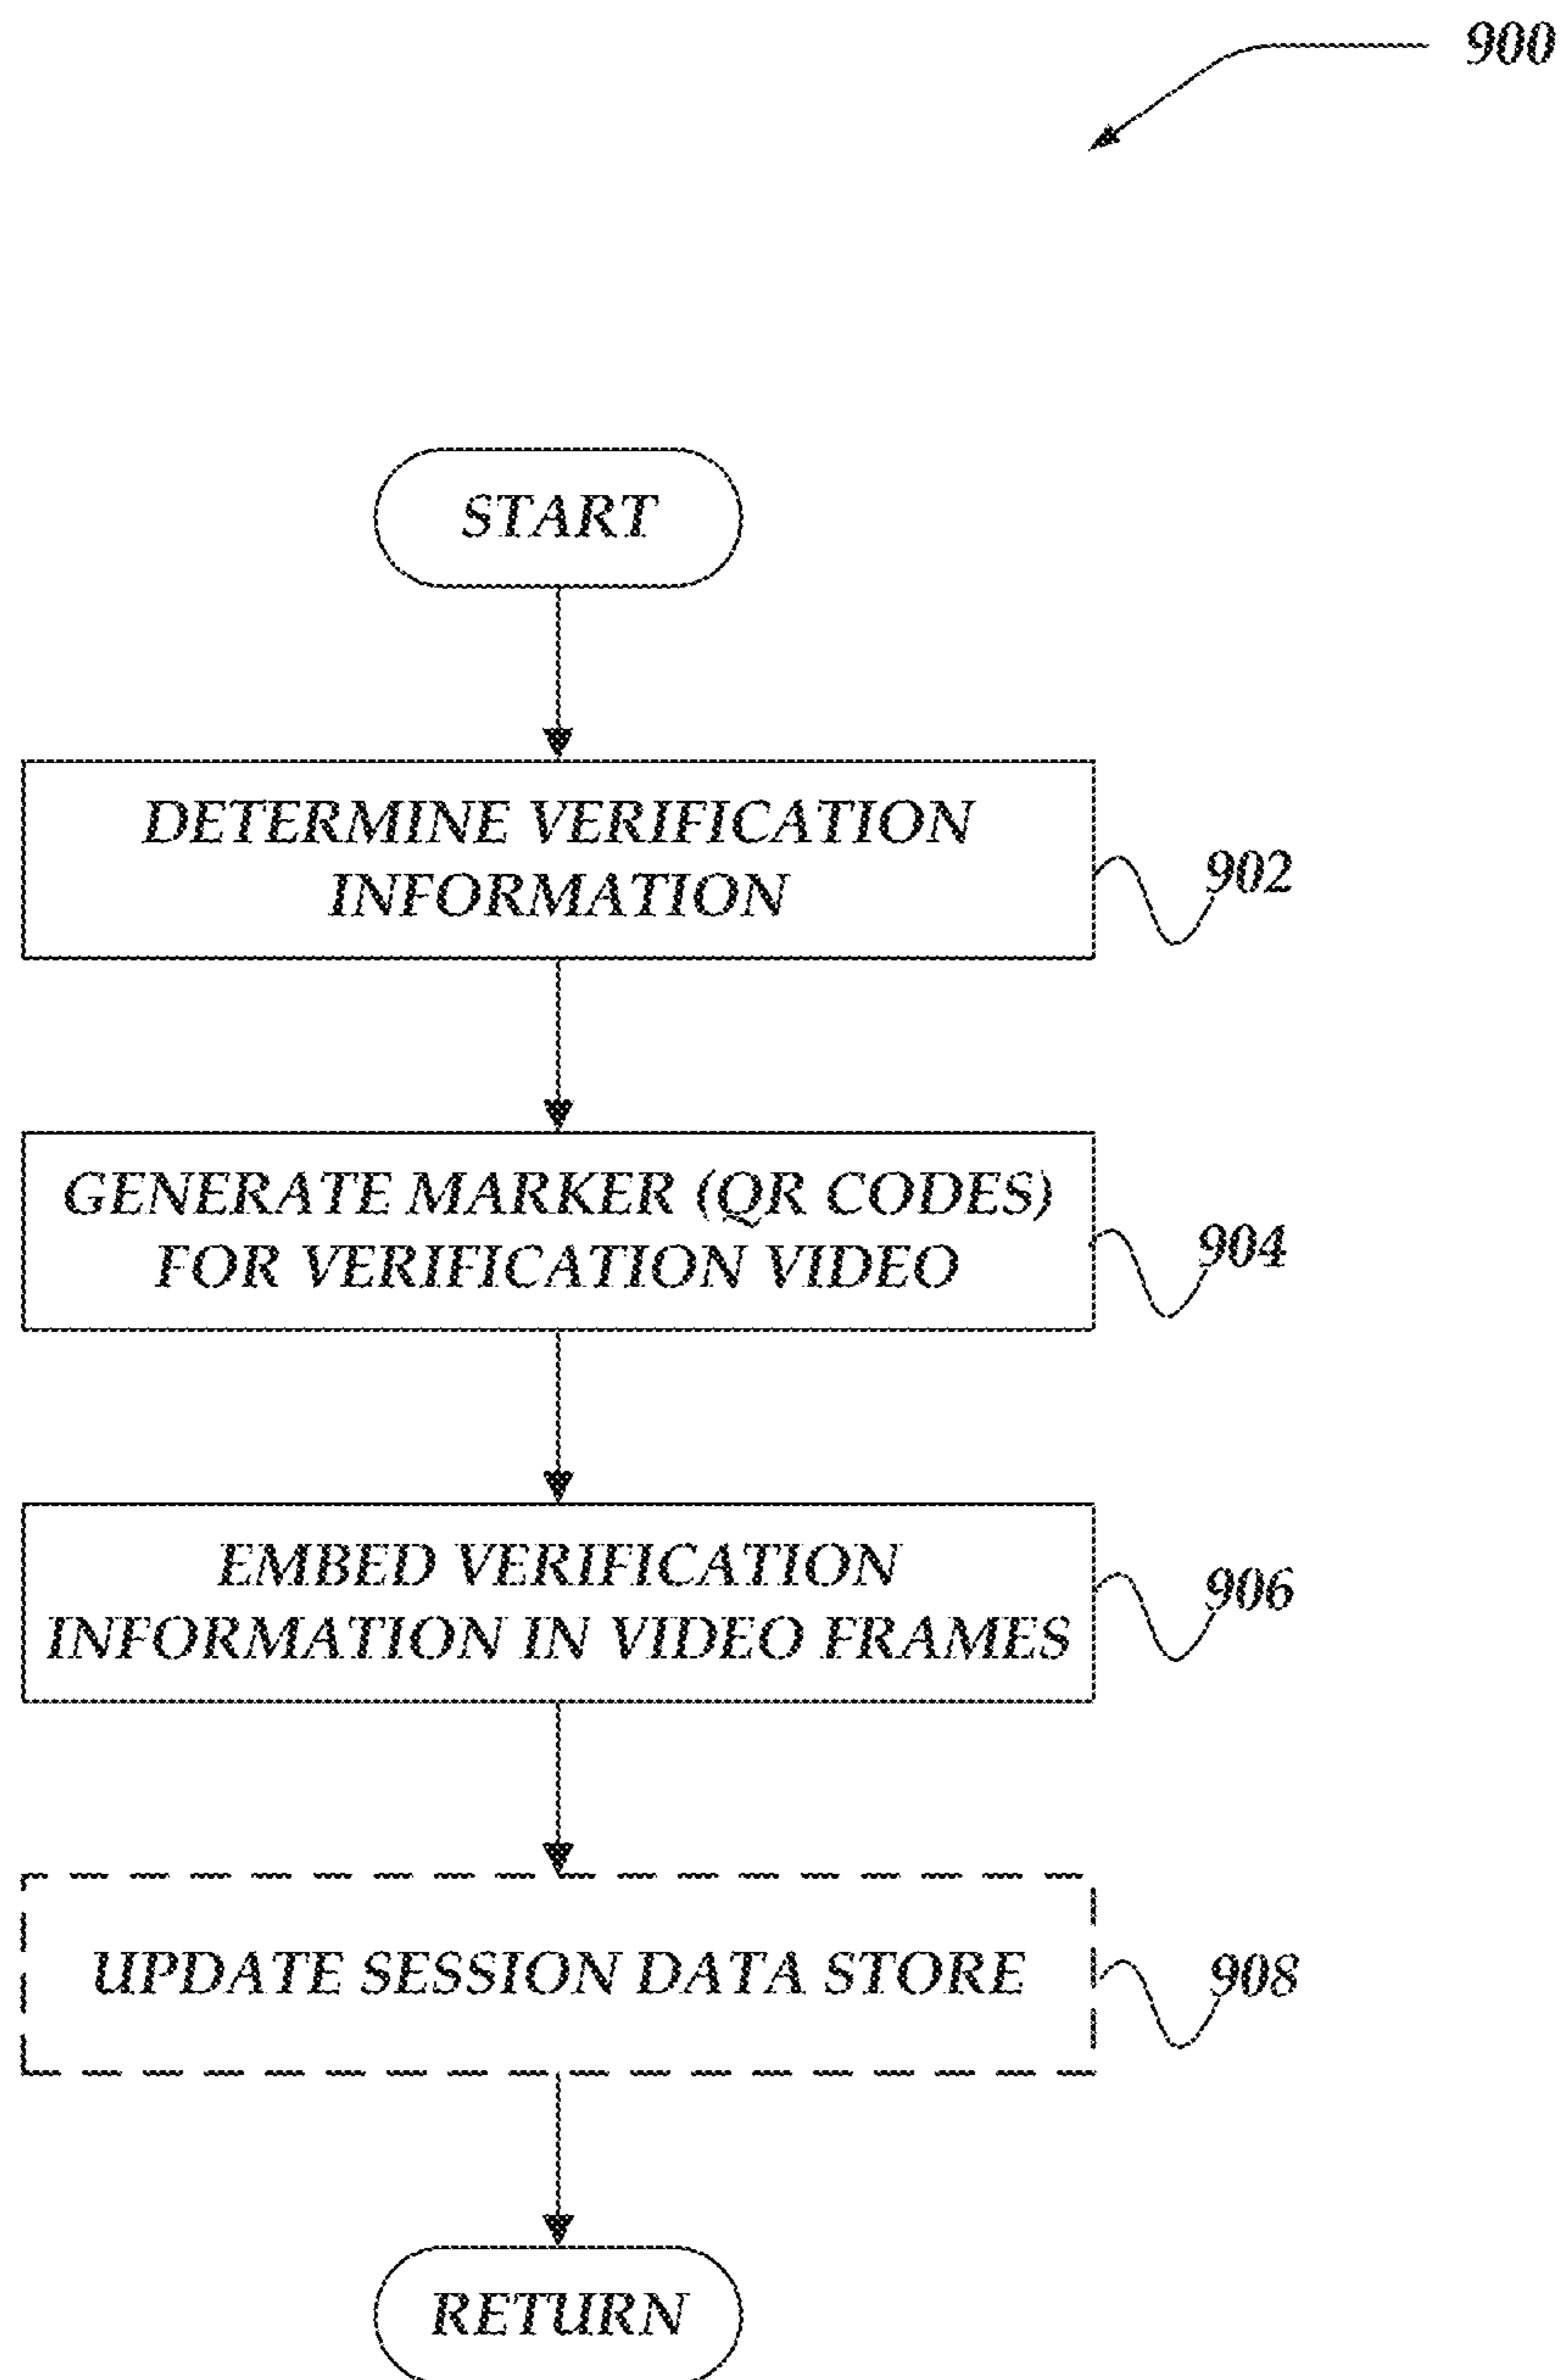 900
START
DETERMINE VERIFICATION
INFORMATION
902
GENERATE MARKER (QR CODES)
FOR VERIFICATION VIDEO
904
EMBED VERIFICATION
INFORMATION IN VIDEO FRAMES
906
UPDATE SESSION DATA STORE
908
RETURN